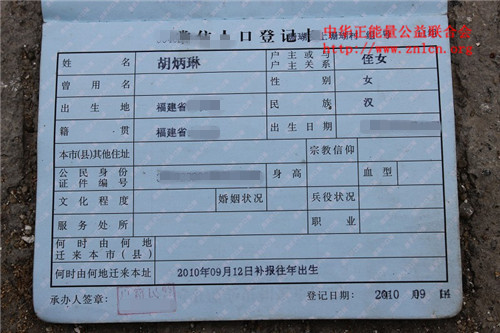 中华正能量公益联合会
www.znlcn.org
常住人口登记卡
姓名 胡炳琳 户主或与户主关系 侄女
曾用名 性别 女
出生地 福建省 民族 汉
籍贯 福建省 出生日期
本市(县)其他住址 宗教信仰
公民身份证件编号 身高 血型
文化程度 婚姻状况 兵役状况
服务处所 职业
何时由何地迁来本市(县)
何时由何地迁来本址 2010年09月12日补报往年出生
承办人签章: 登记日期: 2010 09 14